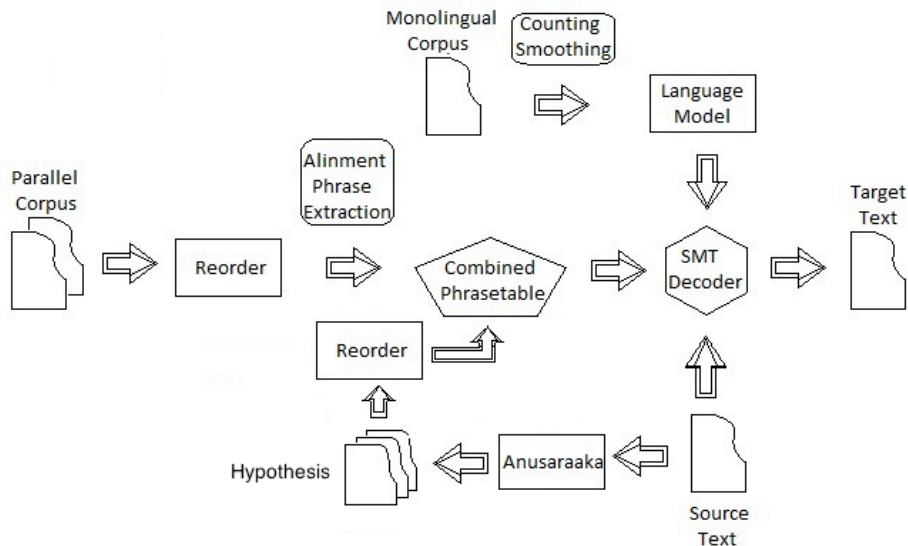 Monolingual
Corpus
Counting
Smoothing
Language
Model
Alinment
Phrase
Extraction
Parallel
Corpus
Target
Text
Reorder
Combined
Phrasetable
SMT
Decoder
Reorder
Hypothesis
Anusaraaka
Source
Text